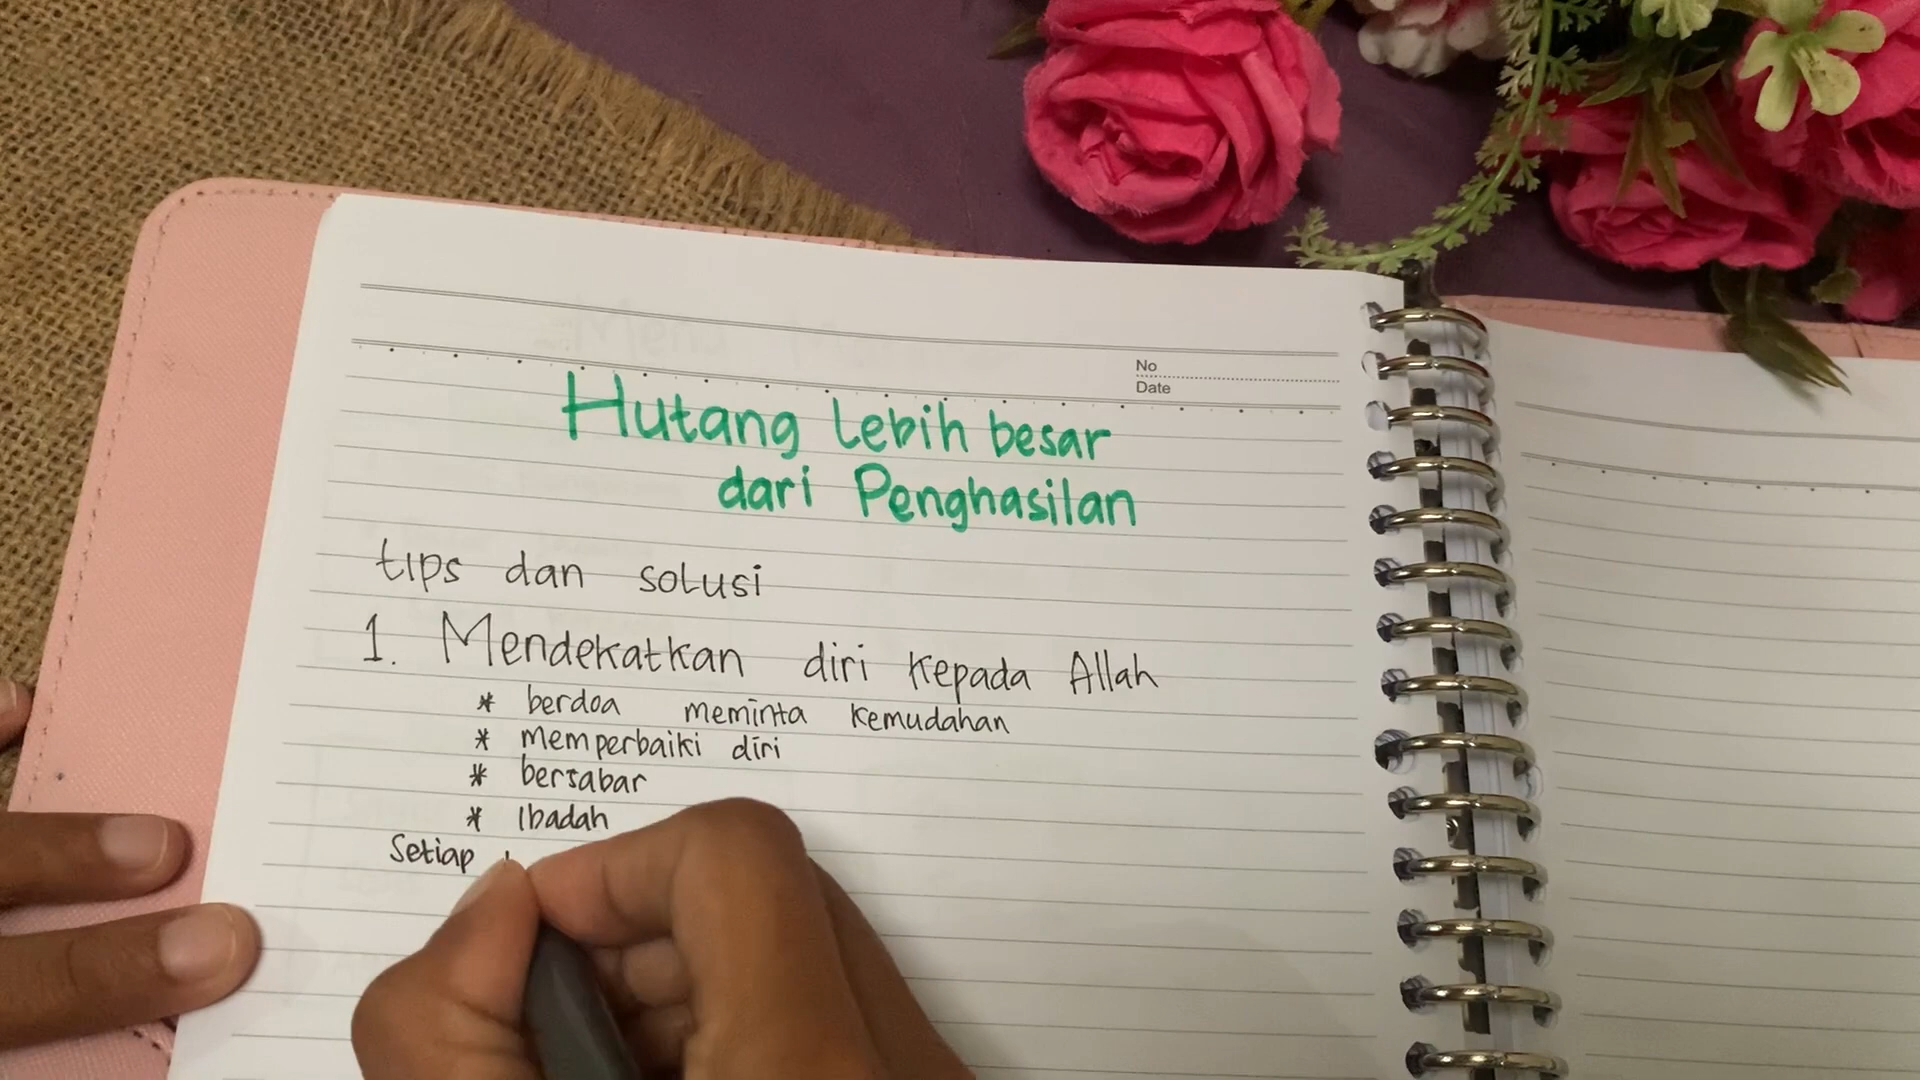 No
Date
Hutang Lebih besar
dari Penghasilan
tips dan solusi
1. Mendekatkan diri kepada Allah
* berdoa meminta kemudahan
* memperbaiki diri
* bersabar
* Ibadah
Setiap